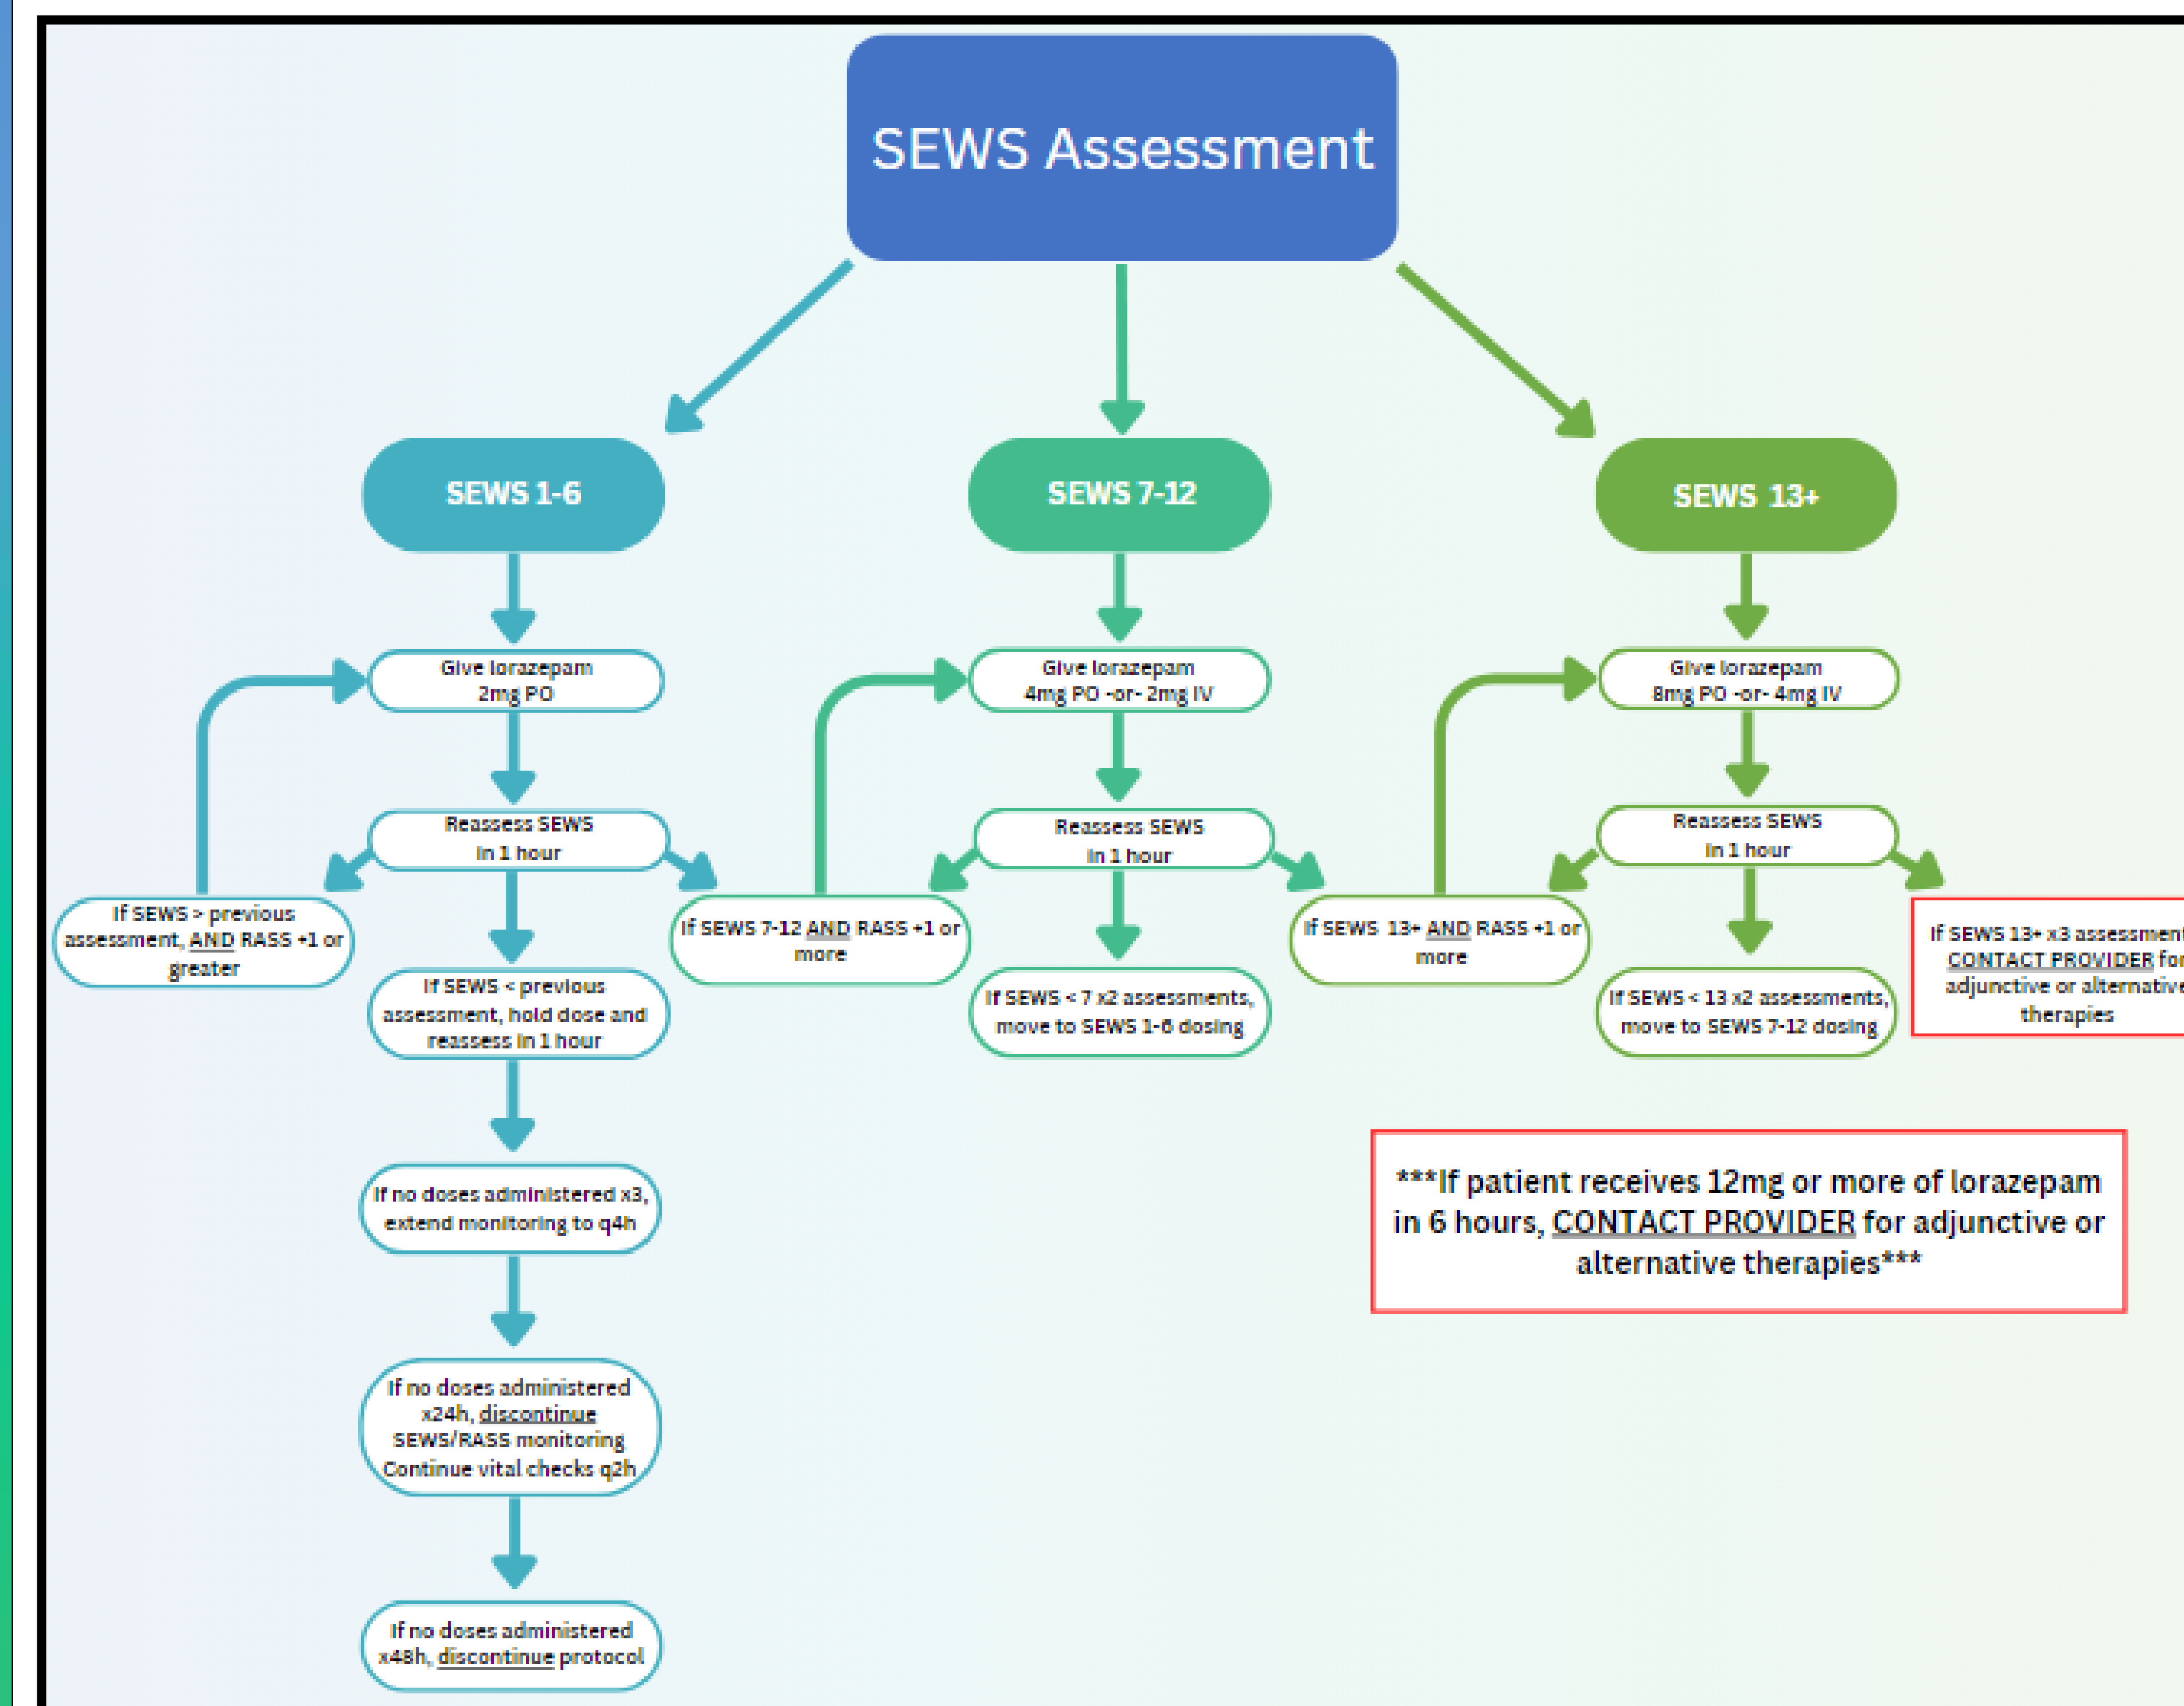 SEWS Assessment
SEWS 1-6
SEWS 7-12
SEWS 13+
Give lorazepam
2mg PO
Give lorazepam
4mg PO -or- 2mg IV
Give lorazepam
8mg PO -or- 4mg IV
Reassess SEWS
in 1 hour
Reassess SEWS
in 1 hour
Reassess SEWS
in 1 hour
If SEWS > previous
assessment, AND RASS +1 or
greater
If SEWS < previous
assessment, hold dose and
reassess in 1 hour
If SEWS 7-12 AND RASS +1 or
more
If SEWS < 7 x2 assessments,
move to SEWS 1-6 dosing
If SEWS 13+ AND RASS +1 or
more
If SEWS < 13 x2 assessments,
move to SEWS 7-12 dosing
If SEWS 13+ x3 assessment
CONTACT PROVIDER for
adjunctive or alternative
therapies
If no doses administered x3,
extend monitoring to q4h
***If patient receives 12mg or more of lorazepam
in 6 hours, CONTACT PROVIDER for adjunctive or
alternative therapies***
If no doses administered
x24h, discontinue
SEWS/RASS monitoring
Continue vital checks q2h
If no doses administered
x48h, discontinue protocol